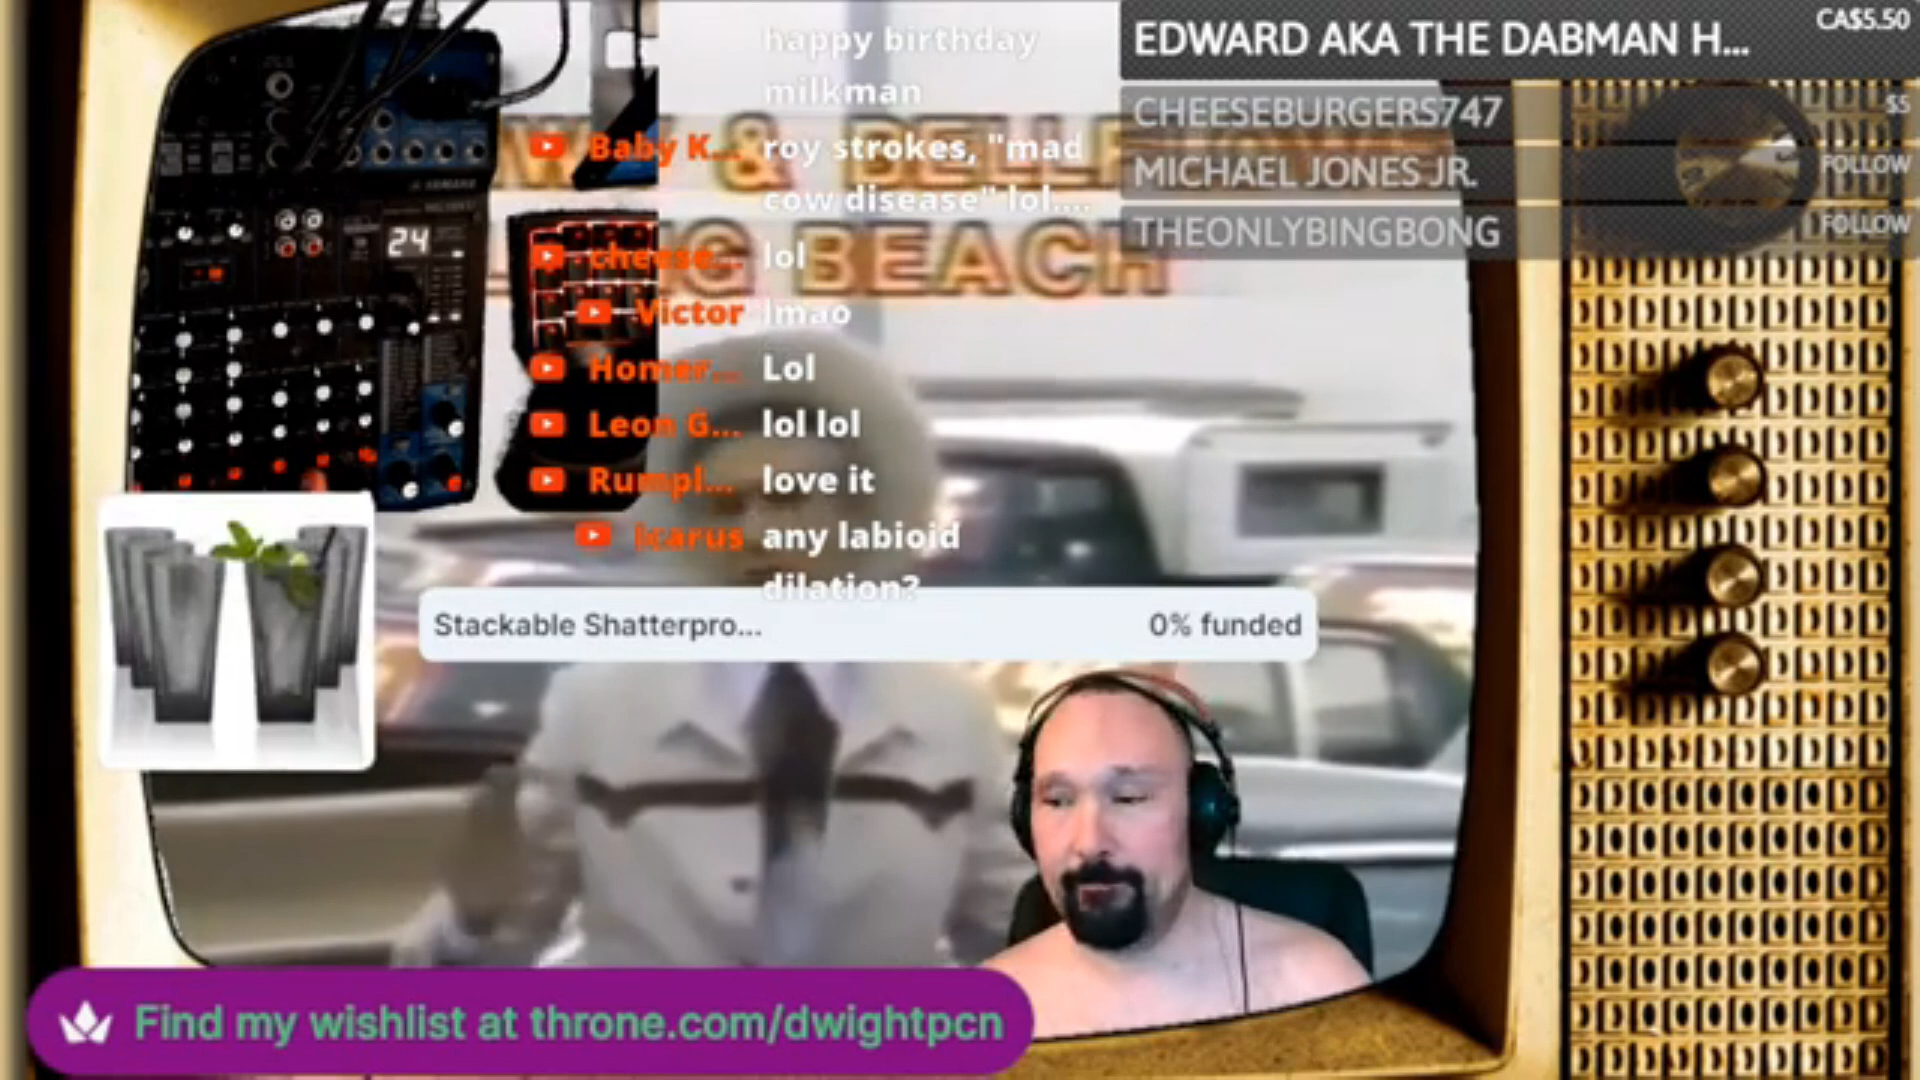 happy birthday
milkman
Baby K... roy strokes, "mad
cow disease" lol....
cheese... lol
Victor lmao
Homer... Lol
Leon G... lol lol
Rumpl... love it
Icarus any labioid
dilation?
EDWARD AKA THE DABMAN H... CA$5.50
CHEESEBURGERS747 $5
MICHAEL JONES JR. FOLLOW
THEONLYBINGBONG FOLLOW
& BELLF
BEACH
YAMAHA
24
Stackable Shatterpro... 0% funded
Find my wishlist at throne.com/dwightpcn